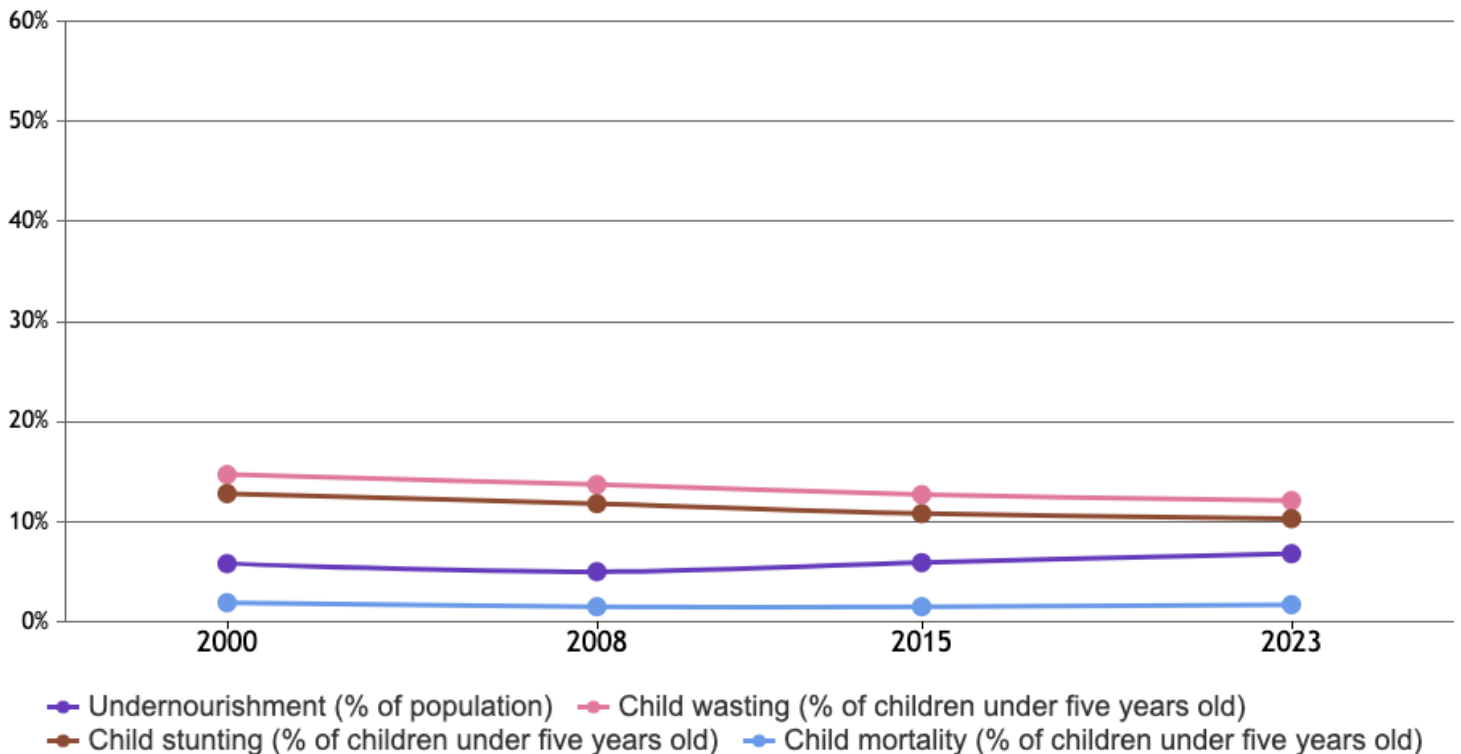 60%
50%
40%
30%
20%
10%
0%
2000 2008 2015 2023
Undernourishment (% of population) Child wasting (% of children under five years old)
Child stunting (% of children under five years old) Child mortality (% of children under five years old)